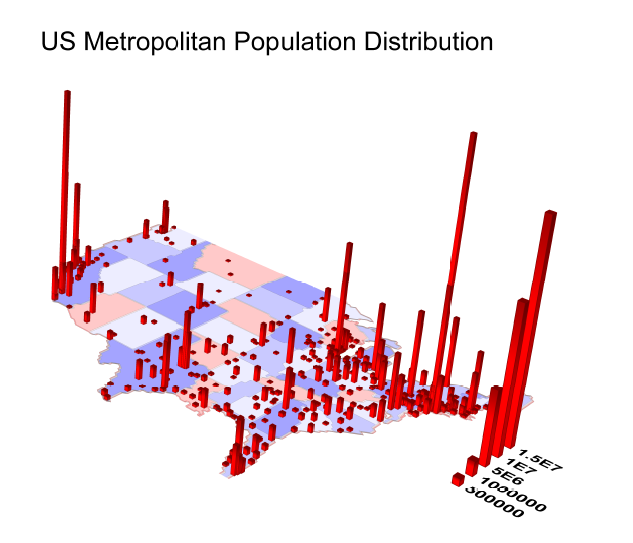 US Metropolitan Population Distribution
1.5E7
1E7
5E6
1000000
300000